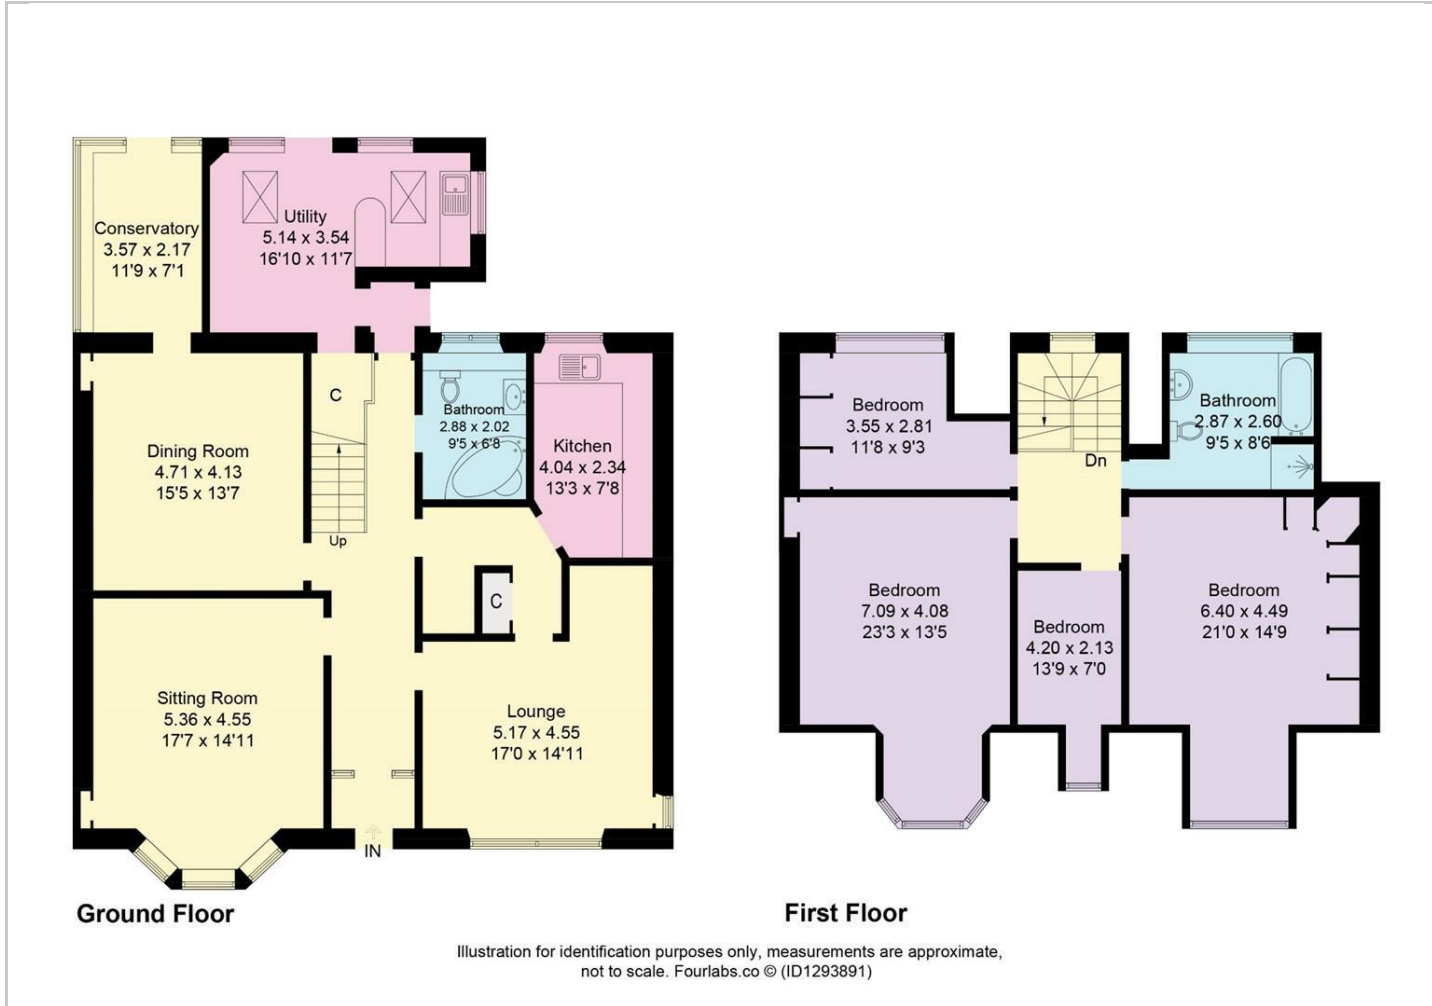 Conservatory
3.57 x 2.17
11'9 x 7'1
Utility
5.14 x 3.54
16'10 x 11'7
C
Up
Dining Room
4.71 x 4.13
15'5 x 13'7
Bathroom
2.88 x 2.02
9'5 x 6'8
Kitchen
4.04 x 2.34
13'3 x 7'8
C
Sitting Room
5.36 x 4.55
17'7 x 14'11
Lounge
5.17 x 4.55
17'0 x 14'11
IN
Ground Floor
Bedroom
3.55 x 2.81
11'8 x 9'3
Dn
Bathroom
2.87 x 2.60
9'5 x 8'6
Bedroom
7.09 x 4.08
23'3 x 13'5
Bedroom
4.20 x 2.13
13'9 x 7'0
Bedroom
6.40 x 4.49
21'0 x 14'9
First Floor
Illustration for identification purposes only, measurements are approximate,
not to scale. Fourlabs.co © (ID1293891)